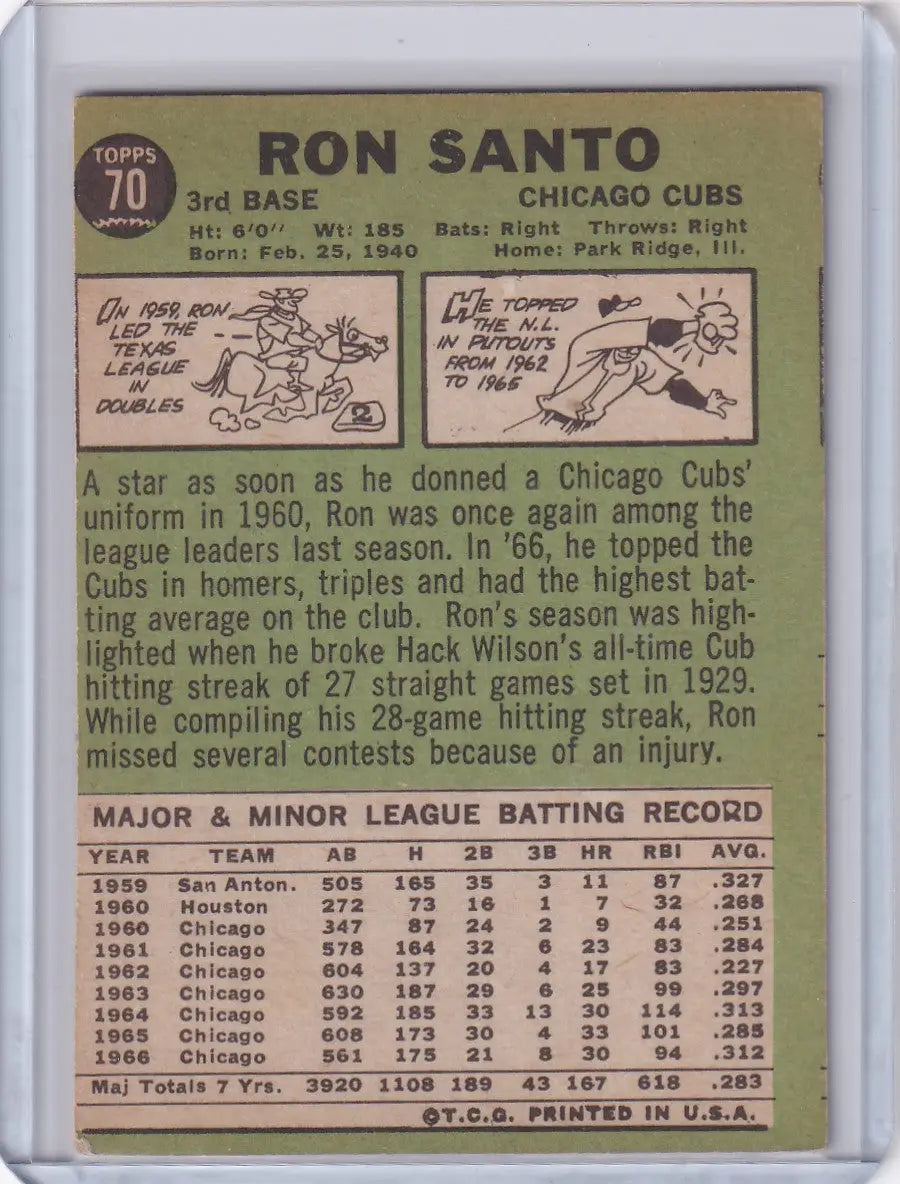 TOPPS
70
RON SANTO
3rd BASE CHICAGO CUBS
Ht: 6'0" Wt: 185 Bats: Right Throws: Right
Born: Feb. 25, 1940 Home: Park Ridge, Ill.
IN 1959, RON
LED THE
TEXAS
LEAGUE
IN
DOUBLES
2
HE TOPPED
THE N.L.
IN PUTOUTS
FROM 1962
TO 1965
A star as soon as he donned a Chicago Cubs'
uniform in 1960, Ron was once again among the
league leaders last season. In '66, he topped the
Cubs in homers, triples and had the highest bat-
ting average on the club. Ron's season was high-
lighted when he broke Hack Wilson's all-time Cub
hitting streak of 27 straight games set in 1929.
While compiling his 28-game hitting streak, Ron
missed several contests because of an injury.
MAJOR & MINOR LEAGUE BATTING RECORD
YEAR TEAM AB H 2B 3B HR RBI AVG.
1959 San Anton. 505 165 35 3 11 87 .327
1960 Houston 272 73 16 1 7 32 .268
1960 Chicago 347 87 24 2 9 44 .251
1961 Chicago 578 164 32 6 23 83 .284
1962 Chicago 604 137 20 4 17 83 .227
1963 Chicago 630 187 29 6 25 99 .297
1964 Chicago 592 185 33 13 30 114 .313
1965 Chicago 608 173 30 4 33 101 .285
1966 Chicago 561 175 21 8 30 94 .312
Maj Totals 7 Yrs. 3920 1108 189 43 167 618 .283
©T.C.G. PRINTED IN U.S.A.